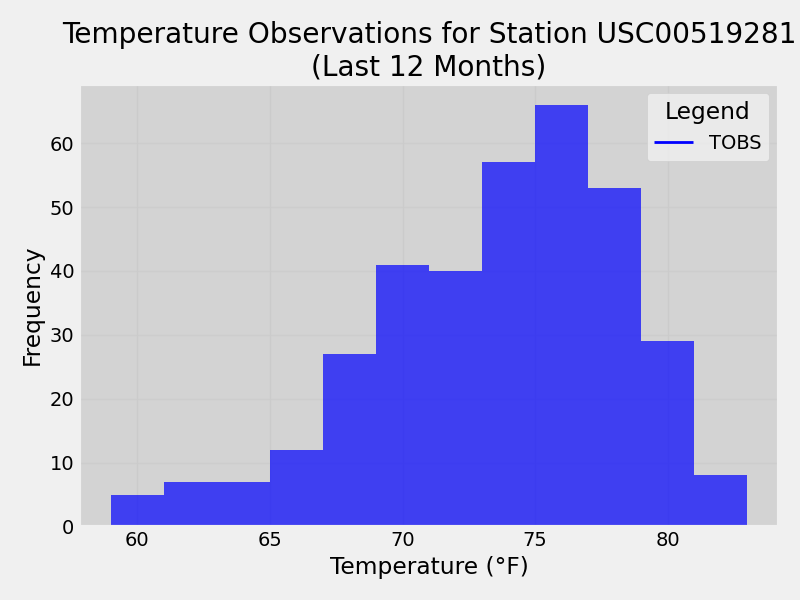 Temperature Observations for Station USC00519281
(Last 12 Months)
Legend
TOBS
60
50
40
30
20
10
0
Frequency
60 65 70 75 80
Temperature (°F)